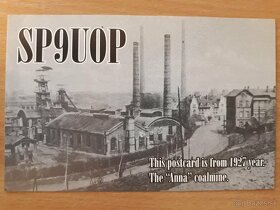 SP9UOP
This postcard is from 1927 year.
The "Anna" coalmine.